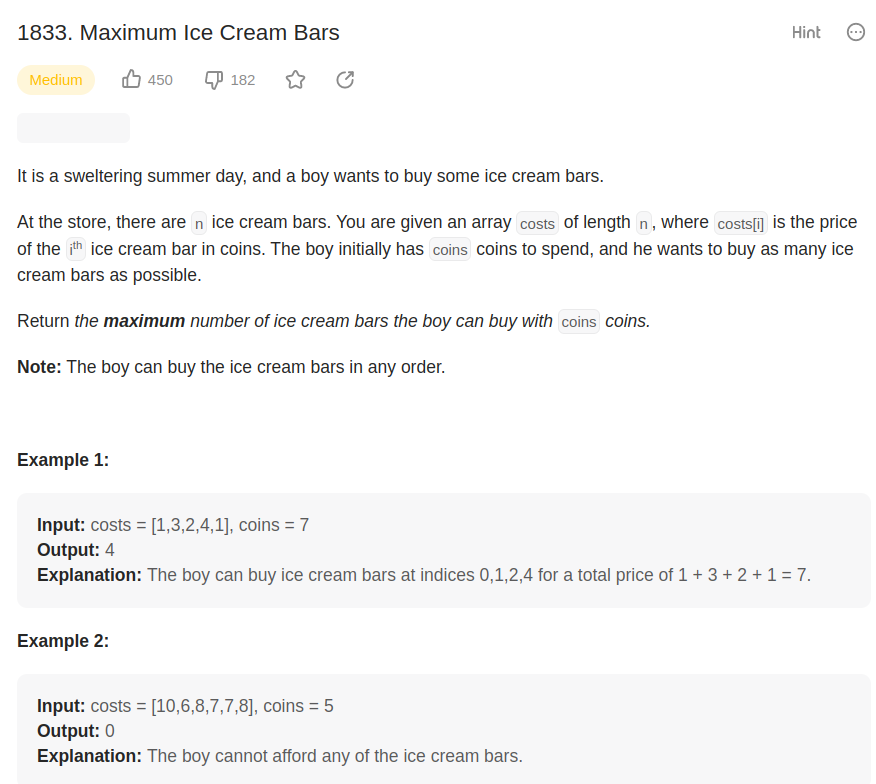 1833. Maximum Ice Cream Bars
Hint
Medium
450
182
It is a sweltering summer day, and a boy wants to buy some ice cream bars.
At the store, there are n ice cream bars. You are given an array costs of length n, where costs[i] is the price
of the ith ice cream bar in coins. The boy initially has coins coins to spend, and he wants to buy as many ice
cream bars as possible.
Return the maximum number of ice cream bars the boy can buy with coins coins.
Note: The boy can buy the ice cream bars in any order.
Example 1:
Input: costs = [1,3,2,4,1], coins = 7
Output: 4
Explanation: The boy can buy ice cream bars at indices 0,1,2,4 for a total price of 1 + 3 + 2 + 1 = 7.
Example 2:
Input: costs = [10,6,8,7,7,8], coins = 5
Output: 0
Explanation: The boy cannot afford any of the ice cream bars.